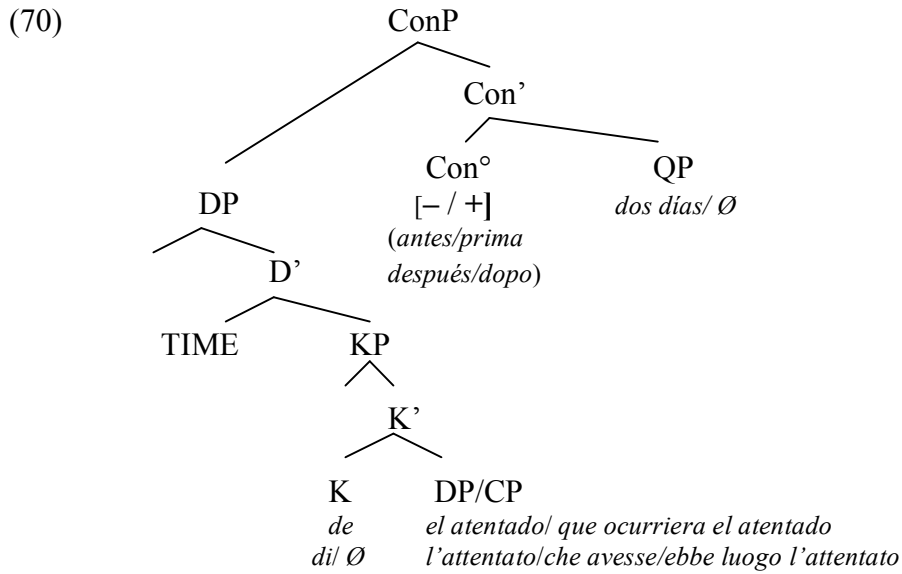 (70) ConP
Con’
Con° QP
DP [– / +] dos días/ Ø
(antes/prima
D’ después/dopo)
TIME KP
K’
K DP/CP
de el atentado/ que ocurriera el atentado
di/ Ø l’attentato/che avesse/ebbe luogo l’attentato